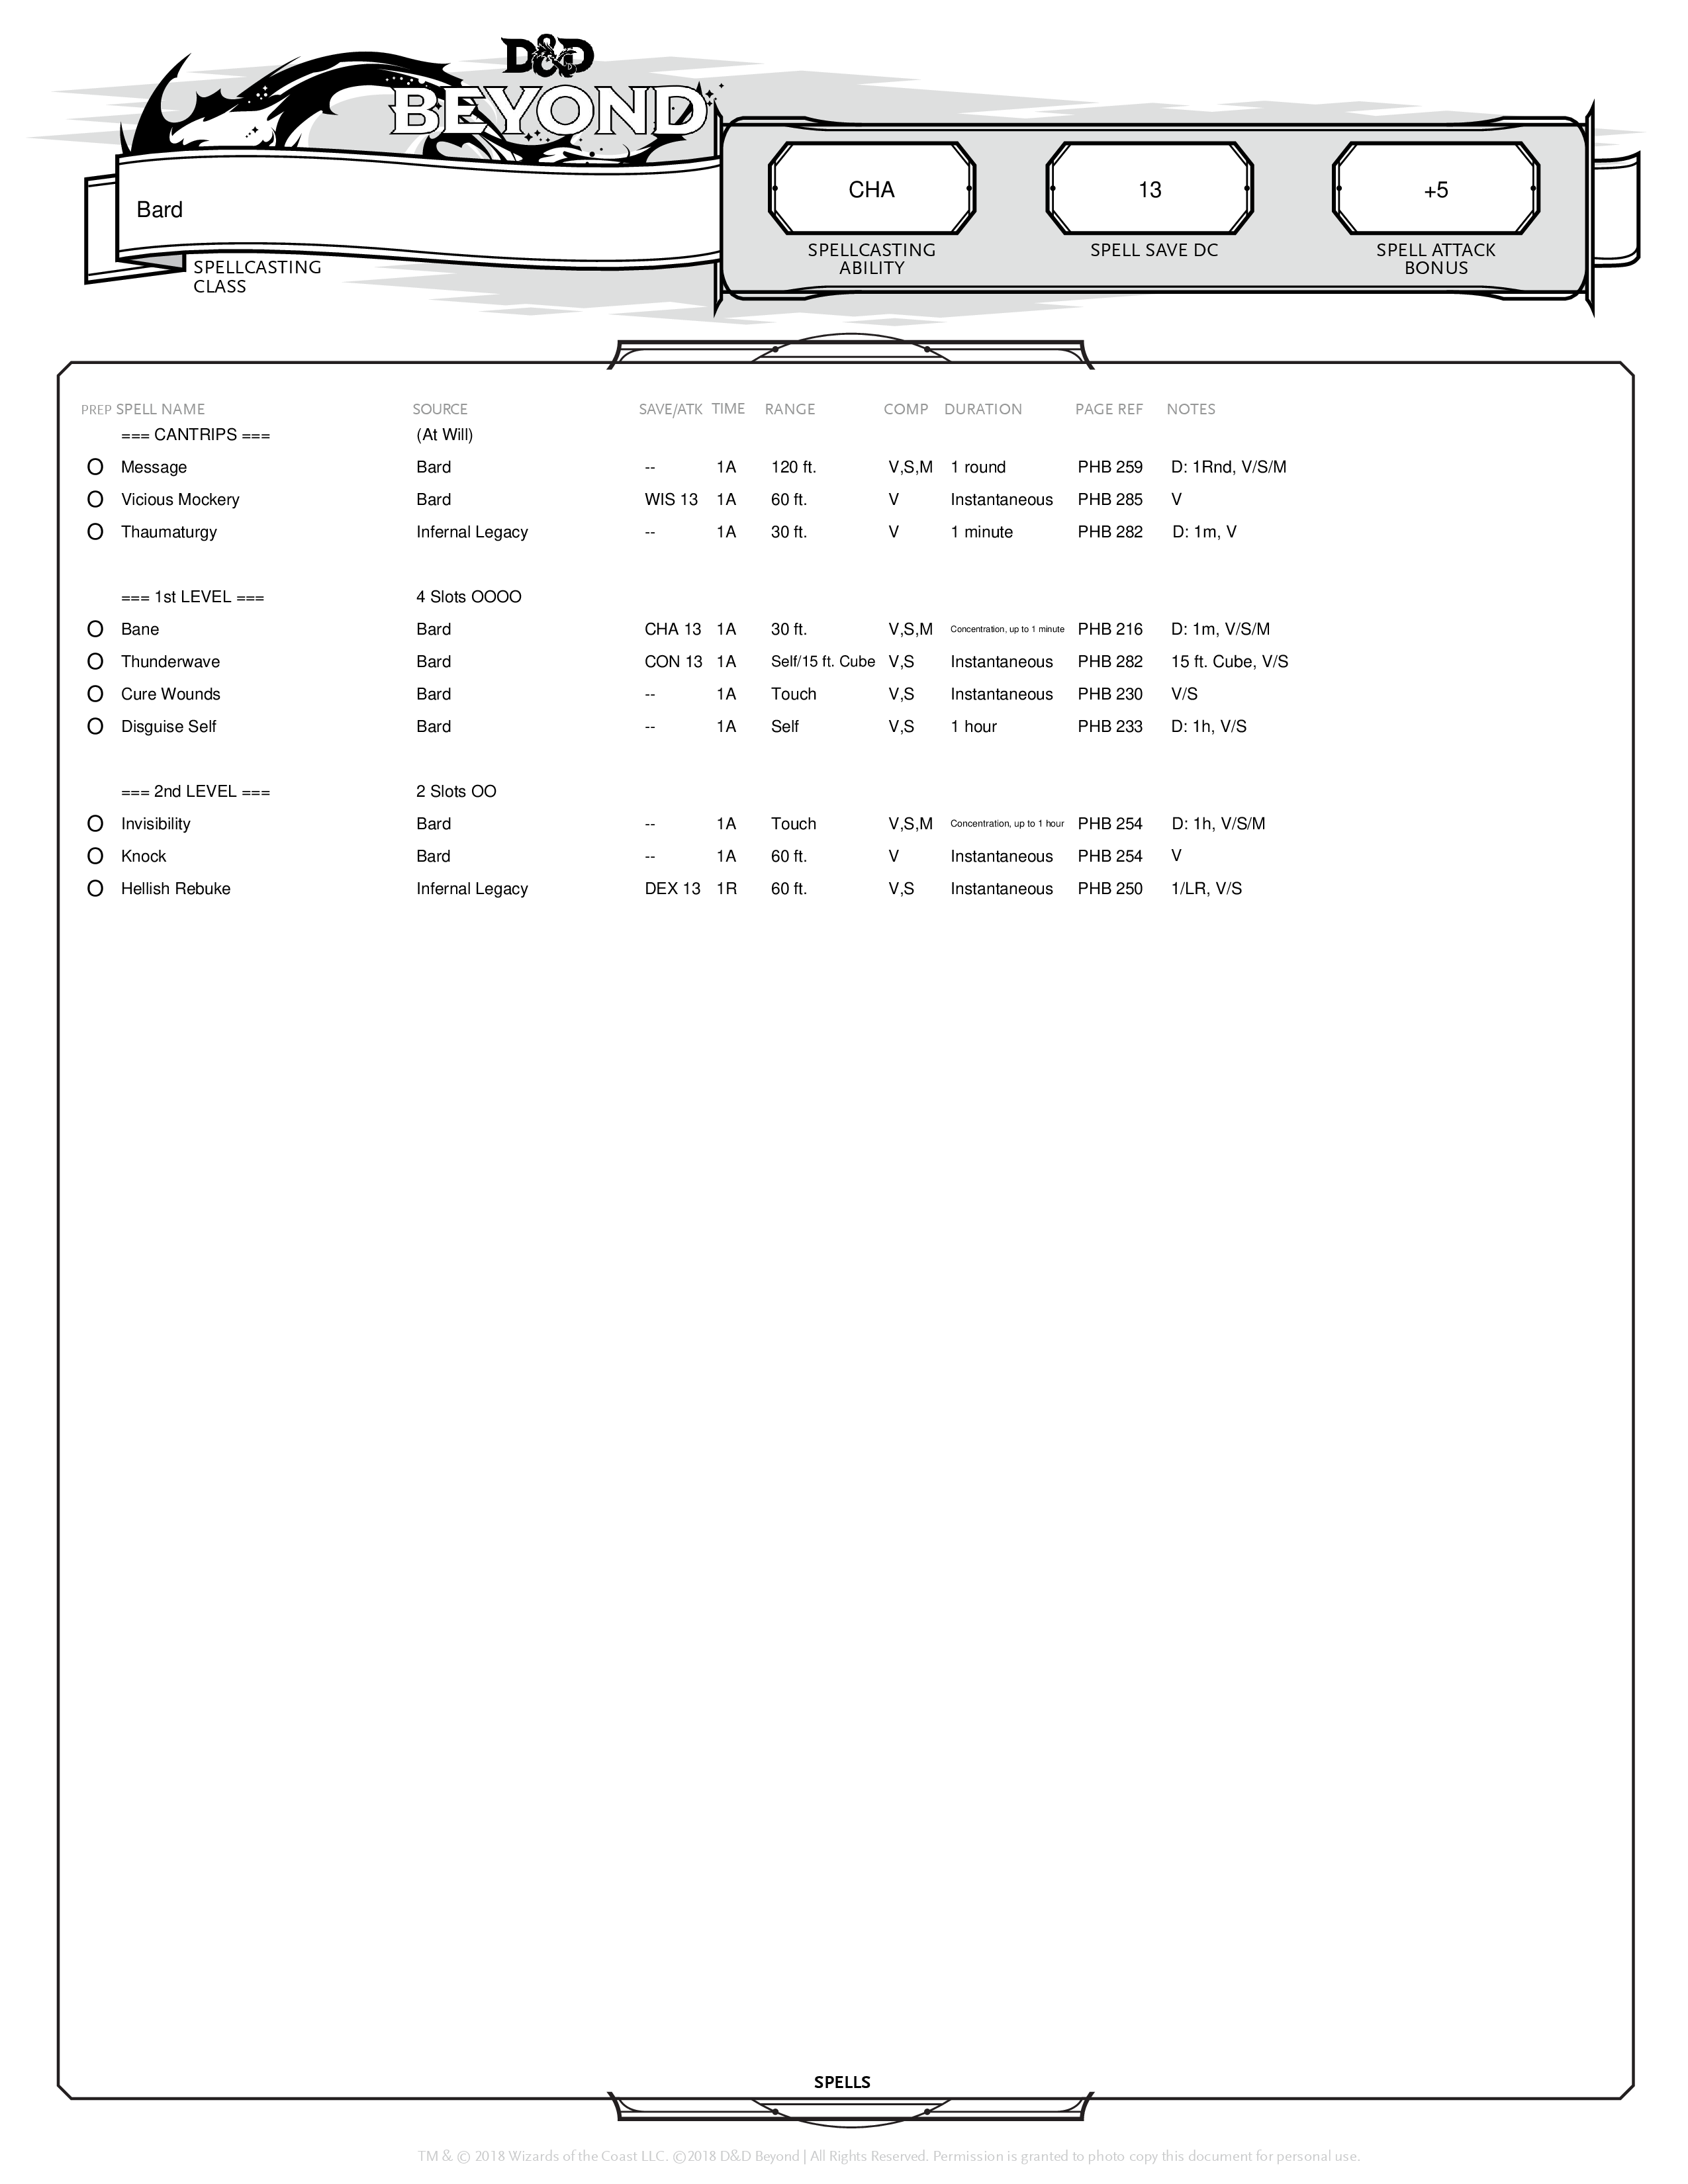 D&D
BEYOND
Bard
SPELLCASTING
CLASS
CHA
SPELLCASTING
ABILITY
13
SPELL SAVE DC
+5
SPELL ATTACK
BONUS
PREP SPELL NAME SOURCE SAVE/ATK TIME RANGE COMP DURATION PAGE REF NOTES
=== CANTRIPS === (At Will)
O Message Bard -- 1A 120 ft. V,S,M 1 round PHB 259 D: 1Rnd, V/S/M
O Vicious Mockery Bard WIS 13 1A 60 ft. V Instantaneous PHB 285 V
O Thaumaturgy Infernal Legacy -- 1A 30 ft. V 1 minute PHB 282 D: 1m, V
=== 1st LEVEL === 4 Slots OOOO
O Bane Bard CHA 13 1A 30 ft. V,S,M Concentration, up to 1 minute PHB 216 D: 1m, V/S/M
O Thunderwave Bard CON 13 1A Self/15 ft. Cube V,S Instantaneous PHB 282 15 ft. Cube, V/S
O Cure Wounds Bard -- 1A Touch V,S Instantaneous PHB 230 V/S
O Disguise Self Bard -- 1A Self V,S 1 hour PHB 233 D: 1h, V/S
=== 2nd LEVEL === 2 Slots OO
O Invisibility Bard -- 1A Touch V,S,M Concentration, up to 1 hour PHB 254 D: 1h, V/S/M
O Knock Bard -- 1A 60 ft. V Instantaneous PHB 254 V
O Hellish Rebuke Infernal Legacy DEX 13 1R 60 ft. V,S Instantaneous PHB 250 1/LR, V/S
SPELLS
TM & © 2018 Wizards of the Coast LLC. ©2018 D&D Beyond | All Rights Reserved. Permission is granted to photo copy this document for personal use.